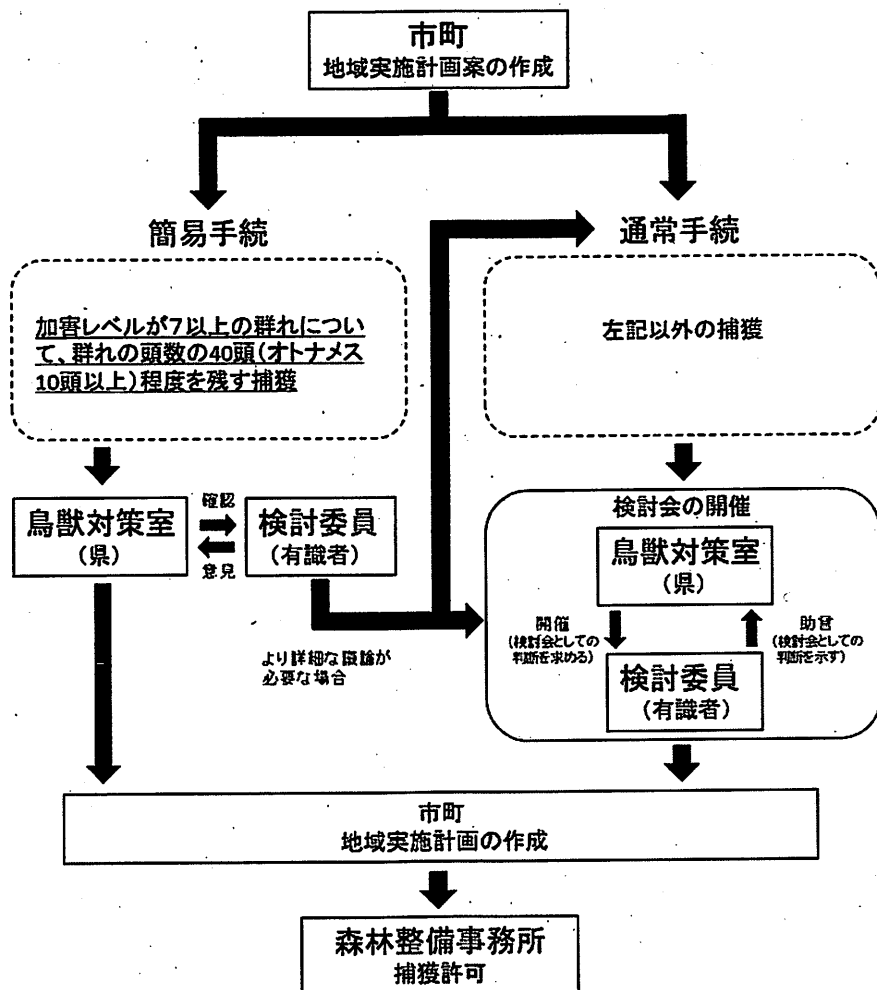 市町
地域実施計画案の作成
簡易手続
加害レベルが7以上の群れについ
て、群れの頭数の40頭(オトナメス
10頭以上)程度を残す捕獲
通常手続
左記以外の捕獲
鳥獣対策室
(県)
確認
意見
検討委員
(有識者)
より詳細な議論が
必要な場合
検討会の開催
鳥獣対策室
(県)
開催
(検討会としての
判断を求める)
助言
(検討会としての
判断を示す)
検討委員
(有識者)
市町
地域実施計画の作成
森林整備事務所
捕獲許可